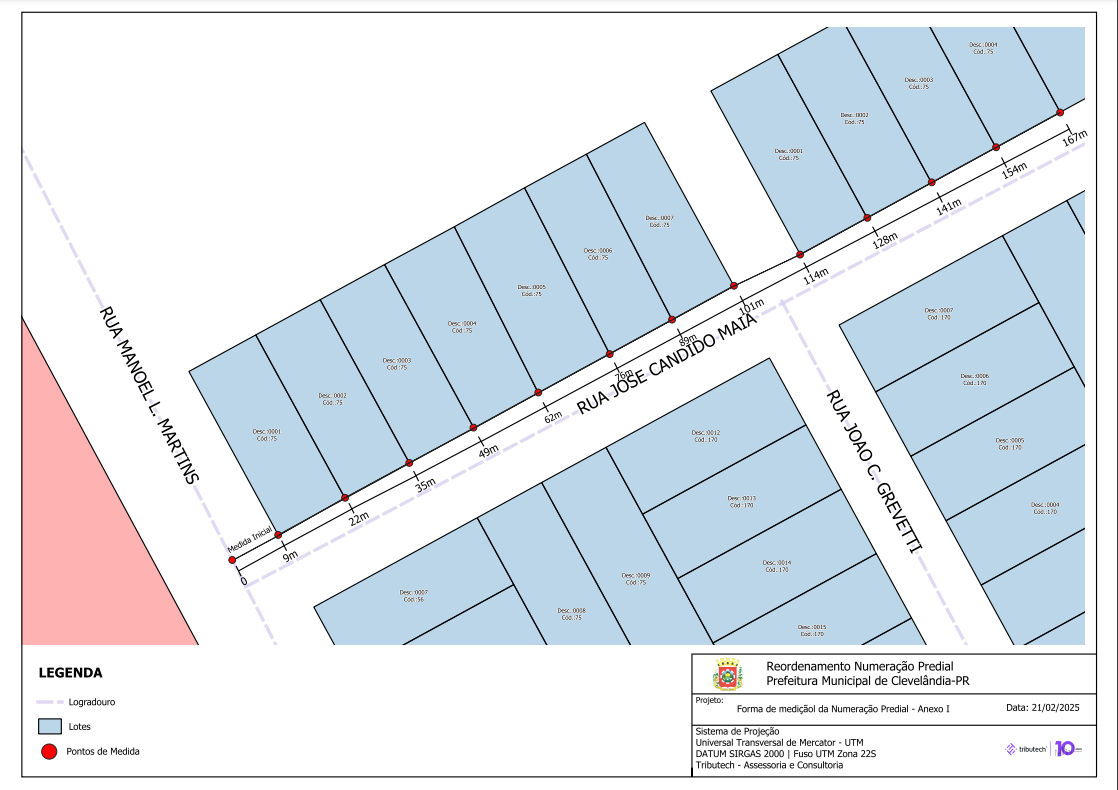 Desc.:0004
Cód.:75
Desc.:0003
Cód.:75
Desc.:0002
Cód.:75
Desc.:0001
Cód.:75
167m
154m
141m
128m
114m
101m
89m
76m
62m
49m
35m
22m
9m
0
Medida Inicial
Desc.:0007
Cód.:75
Desc.:0006
Cód.:75
Desc.:0005
Cód.:75
Desc.:0004
Cód.:75
Desc.:0003
Cód.:75
Desc.:0002
Cód.:75
Desc.:0001
Cód.:75
RUA MANOEL L. MARTINS
RUA JOSE CANDIDO MAIA
RUA JOAO C. GREVETTI
Desc.:0007
Cód.:170
Desc.:0006
Cód.:170
Desc.:0005
Cód.:170
Desc.:0004
Cód.:170
Desc.:0012
Cód.:170
Desc.:0013
Cód.:170
Desc.:0014
Cód.:170
Desc.:0015
Cód.:170
Desc.:0009
Cód.:75
Desc.:0008
Cód.:75
Desc.:0007
Cód.:56
LEGENDA
Logradouro
Lotes
Pontos de Medida
Reordenamento Numeração Predial
Prefeitura Municipal de Clevelândia-PR
Projeto:
Forma de mediçãol da Numeração Predial - Anexo I
Data: 21/02/2025
Sistema de Projeção
Universal Transversal de Mercator - UTM
DATUM SIRGAS 2000 | Fuso UTM Zona 22S
Tributech - Assessoria e Consultoria
tributech
10